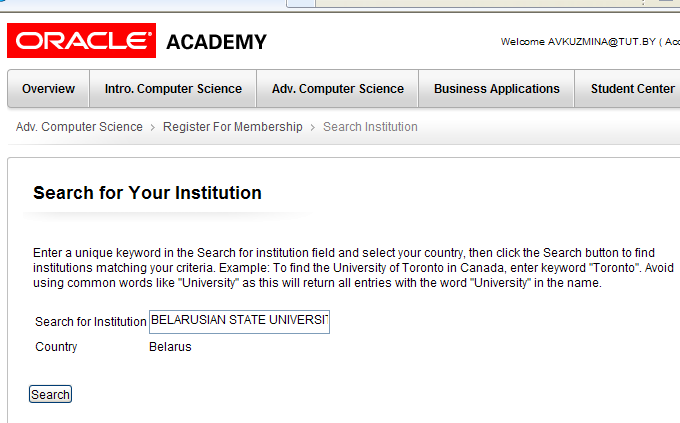 ORACLE ACADEMY
Welcome AVKUZMINA@TUT.BY ( Acc
Overview Intro. Computer Science Adv. Computer Science Business Applications Student Center
Adv. Computer Science > Register For Membership > Search Institution
Search for Your Institution
Enter a unique keyword in the Search for institution field and select your country, then click the Search button to find
institutions matching your criteria. Example: To find the University of Toronto in Canada, enter keyword "Toronto". Avoid
using common words like "University" as this will return all entries with the word "University" in the name.
Search for Institution BELARUSIAN STATE UNIVERSIT
Country Belarus
Search